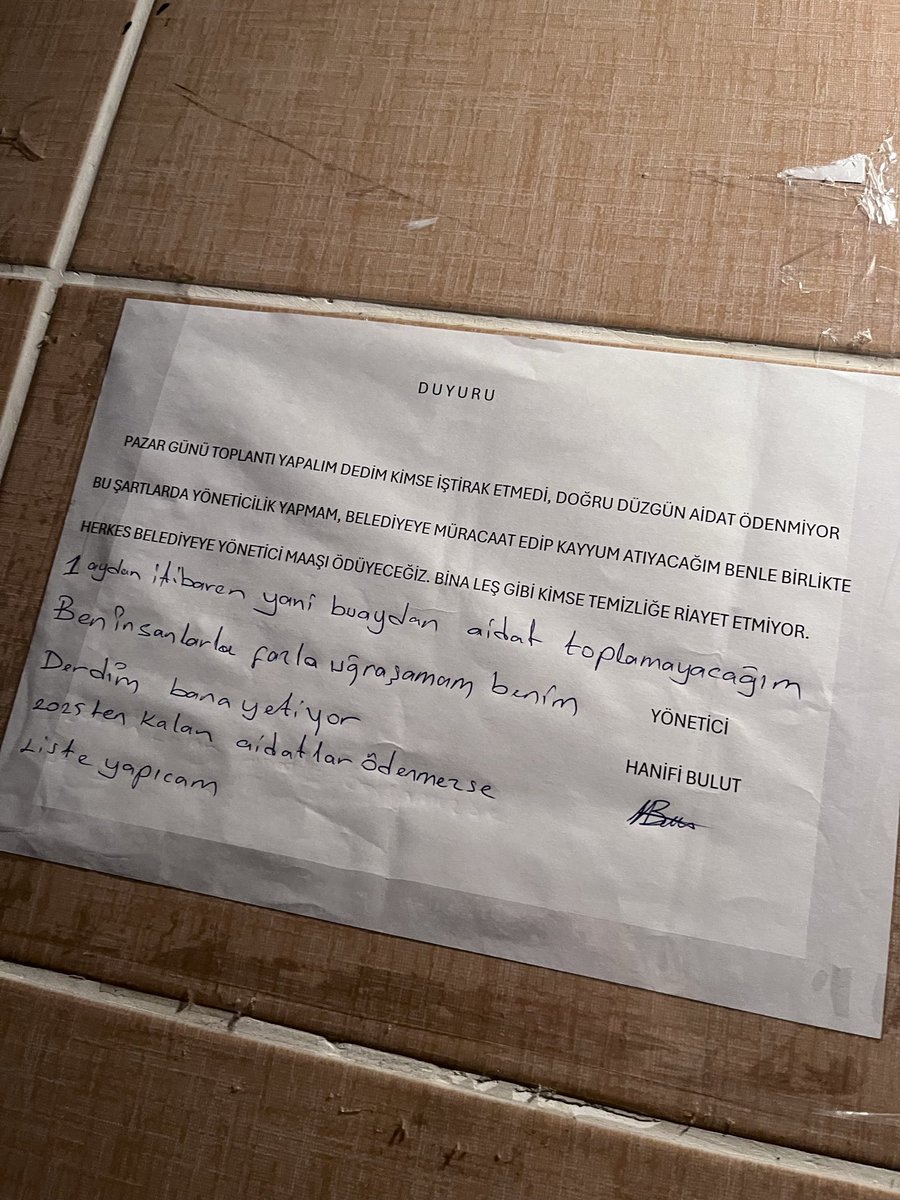 DUYURU
PAZAR GÜNÜ TOPLANTI YAPALIM DEDİM KİMSE İŞTİRAK ETMEDİ, DOĞRU DÜZGÜN AİDAT ÖDENMİYOR
BU ŞARTLARDA YÖNETİCİLİK YAPMAM, BELEDİYEYE MÜRACAAT EDİP KAYYUM ATIYACAĞIM BENLE BİRLİKTE
HERKES BELEDİYEYE YÖNETİCİ MAAŞI ÖDÜYECEĞİZ. BİNA LEŞ GİBİ KİMSE TEMİZLİĞE RİAYET ETMİYOR.
1 aydan itibaren yani buaydan aidat toplamayacağım
Ben insanlarla fazla uğraşamam benim
Derdim bana yetiyor
2025ten kalan aidatlar ödenmezse
Liste yapıcam
YÖNETİCİ
HANİFİ BULUT